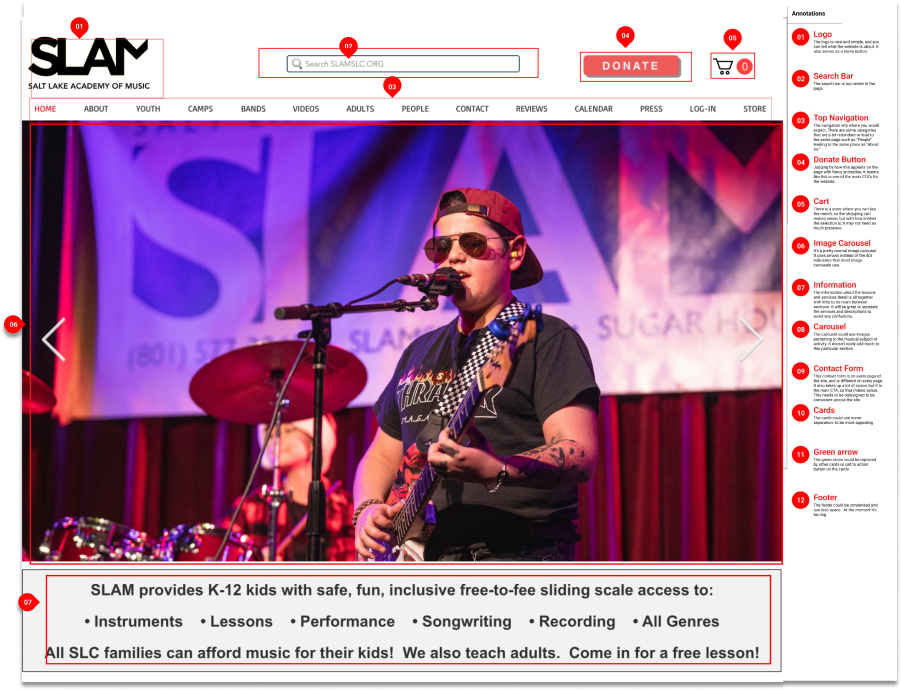 01
SLAM
SALT LAKE ACADEMY OF MUSIC
02
Search SLAMSLC.ORG
04
DONATE
05
0
03
HOME ABOUT YOUTH CAMPS BANDS VIDEOS ADULTS PEOPLE CONTACT REVIEWS CALENDAR PRESS LOG-IN STORE
SLAM
SLAM
SUGAR HOU
(801)
THRA
06
07
SLAM provides K-12 kids with safe, fun, inclusive free-to-fee sliding scale access to:
• Instruments • Lessons • Performance • Songwriting • Recording • All Genres
All SLC families can afford music for their kids! We also teach adults. Come in for a free lesson!
Annotations
01
Logo
The logo is nice and simple, and you
can tell what the website is about. It
also serves as a home button.
02
Search Bar
The search bar is top center in the
page.
03
Top Navigation
The navigation sits where you would
expect. There are some categories
that are a bit redundant or lead to
the same page such as "People"
leading to the same place as "About
Us."
04
Donate Button
Judging by how this appears on the
page with fancy animation, it seems
like this is one of the main CTA's for
the website.
05
Cart
There is a store where you can buy
the merch, so the shopping cart
makes sense, but with how limited
the selection is, it may not need so
much presence.
06
Image Carousel
It's a pretty normal image carousel.
It uses arrows instead of the dot
indicators that most image
carousels use.
07
Information
The information about the lessons
and services detail is all together
with little to no room between
sections. It will be great to separate
the services and descriptions to
avoid any confusions.
08
Carousel
The carousel could use images
pertaining to the musical subject or
activity. It doesn't really add much to
this particular section
09
Contact Form
This contact form is on every page of
the site, and is different on every page.
It also takes up a lot of space, but it is
the main CTA, so that makes sense.
This needs to be redesigned to be
consistent across the site.
10
Cards
The cards could use some
separation to be more appealing
11
Green arrow
The green arrow could be replaced
by other cards or call to action
button on the cards
12
Footer
The footer could be condensed and
use less space. At the moment it's
too big